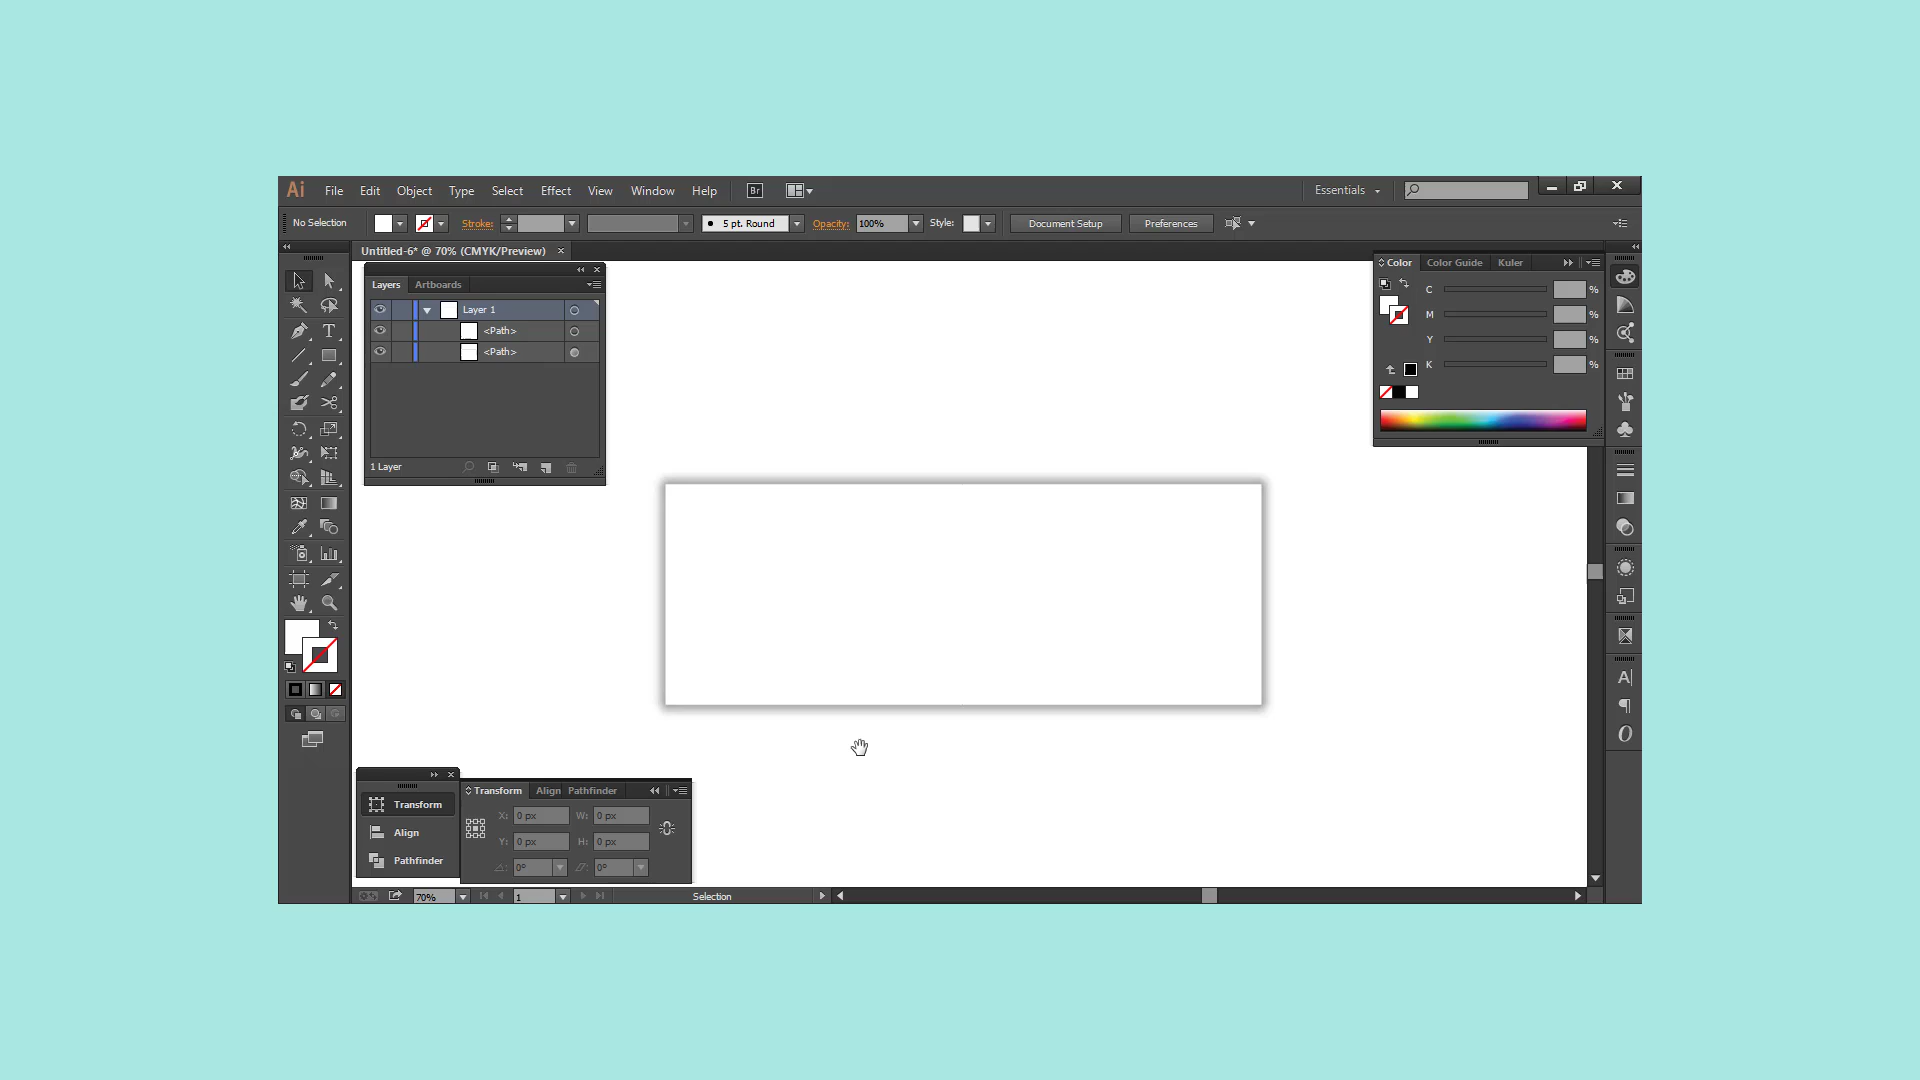 Ai File Edit Object Type Select Effect View Window Help Br Essentials
No Selection Stroke: 5 pt. Round Opacity: 100% Style: Document Setup Preferences
Untitled-6* @ 70% (CMYK/Preview)
Layers Artboards
Layer 1
<Path>
<Path>
1 Layer
Color Color Guide Kuler
C %
M %
Y %
K %
Transform
Align
Pathfinder
Transform Align Pathfinder
X: 0 px W: 0 px
Y: 0 px H: 0 px
0° 0°
70% 1 Selection